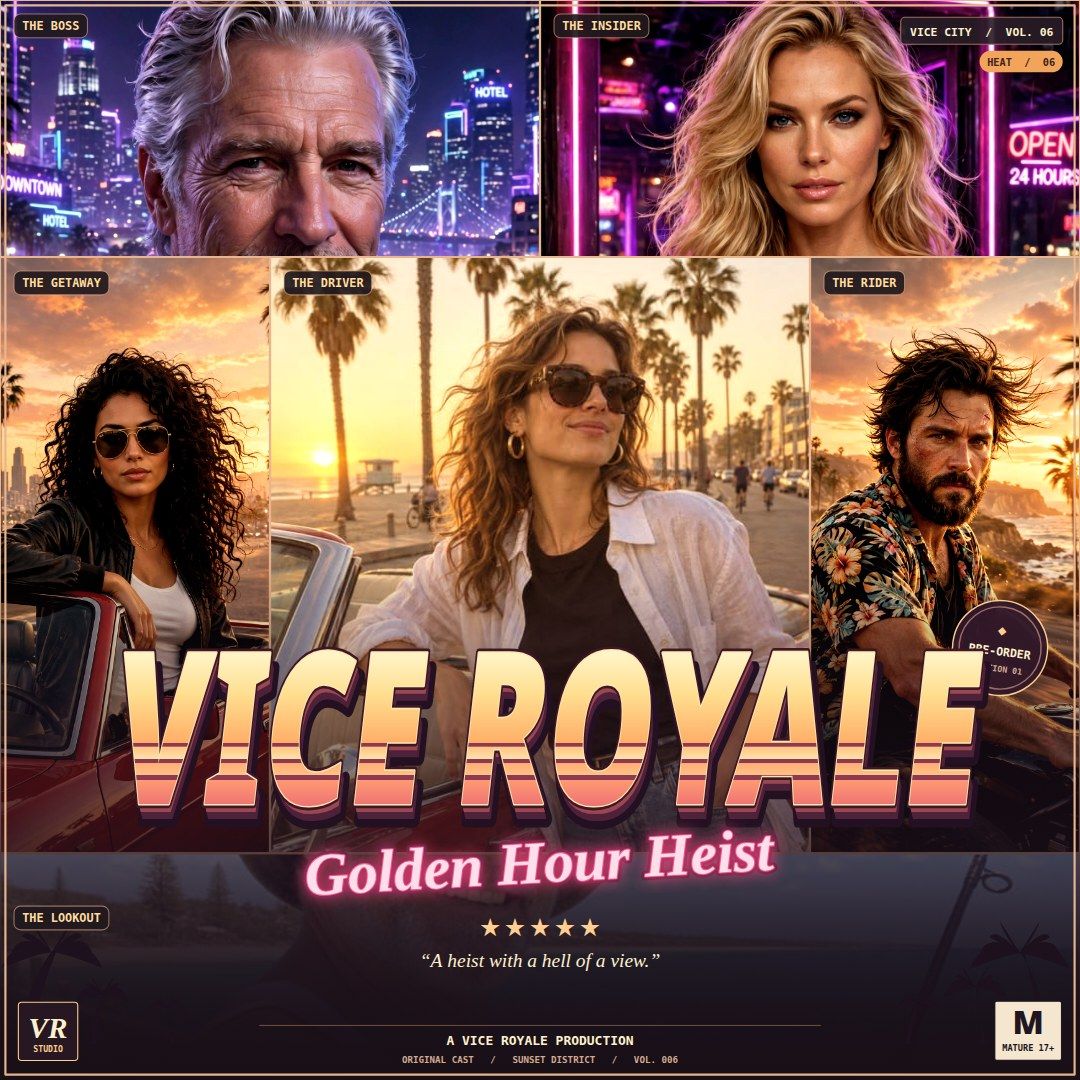 THE BOSS
THE INSIDER
VICE CITY / VOL. 06
HEAT / 06
HOTEL
DOWNTOWN
HOTEL
OPEN
24 HOURS
THE GETAWAY
THE DRIVER
THE RIDER
PRE-ORDER
01
VICE ROYALE
Golden Hour Heist
THE LOOKOUT
★★★★★
“A heist with a hell of a view.”
VR
STUDIO
M
MATURE 17+
A VICE ROYALE PRODUCTION
ORIGINAL CAST / SUNSET DISTRICT / VOL. 006